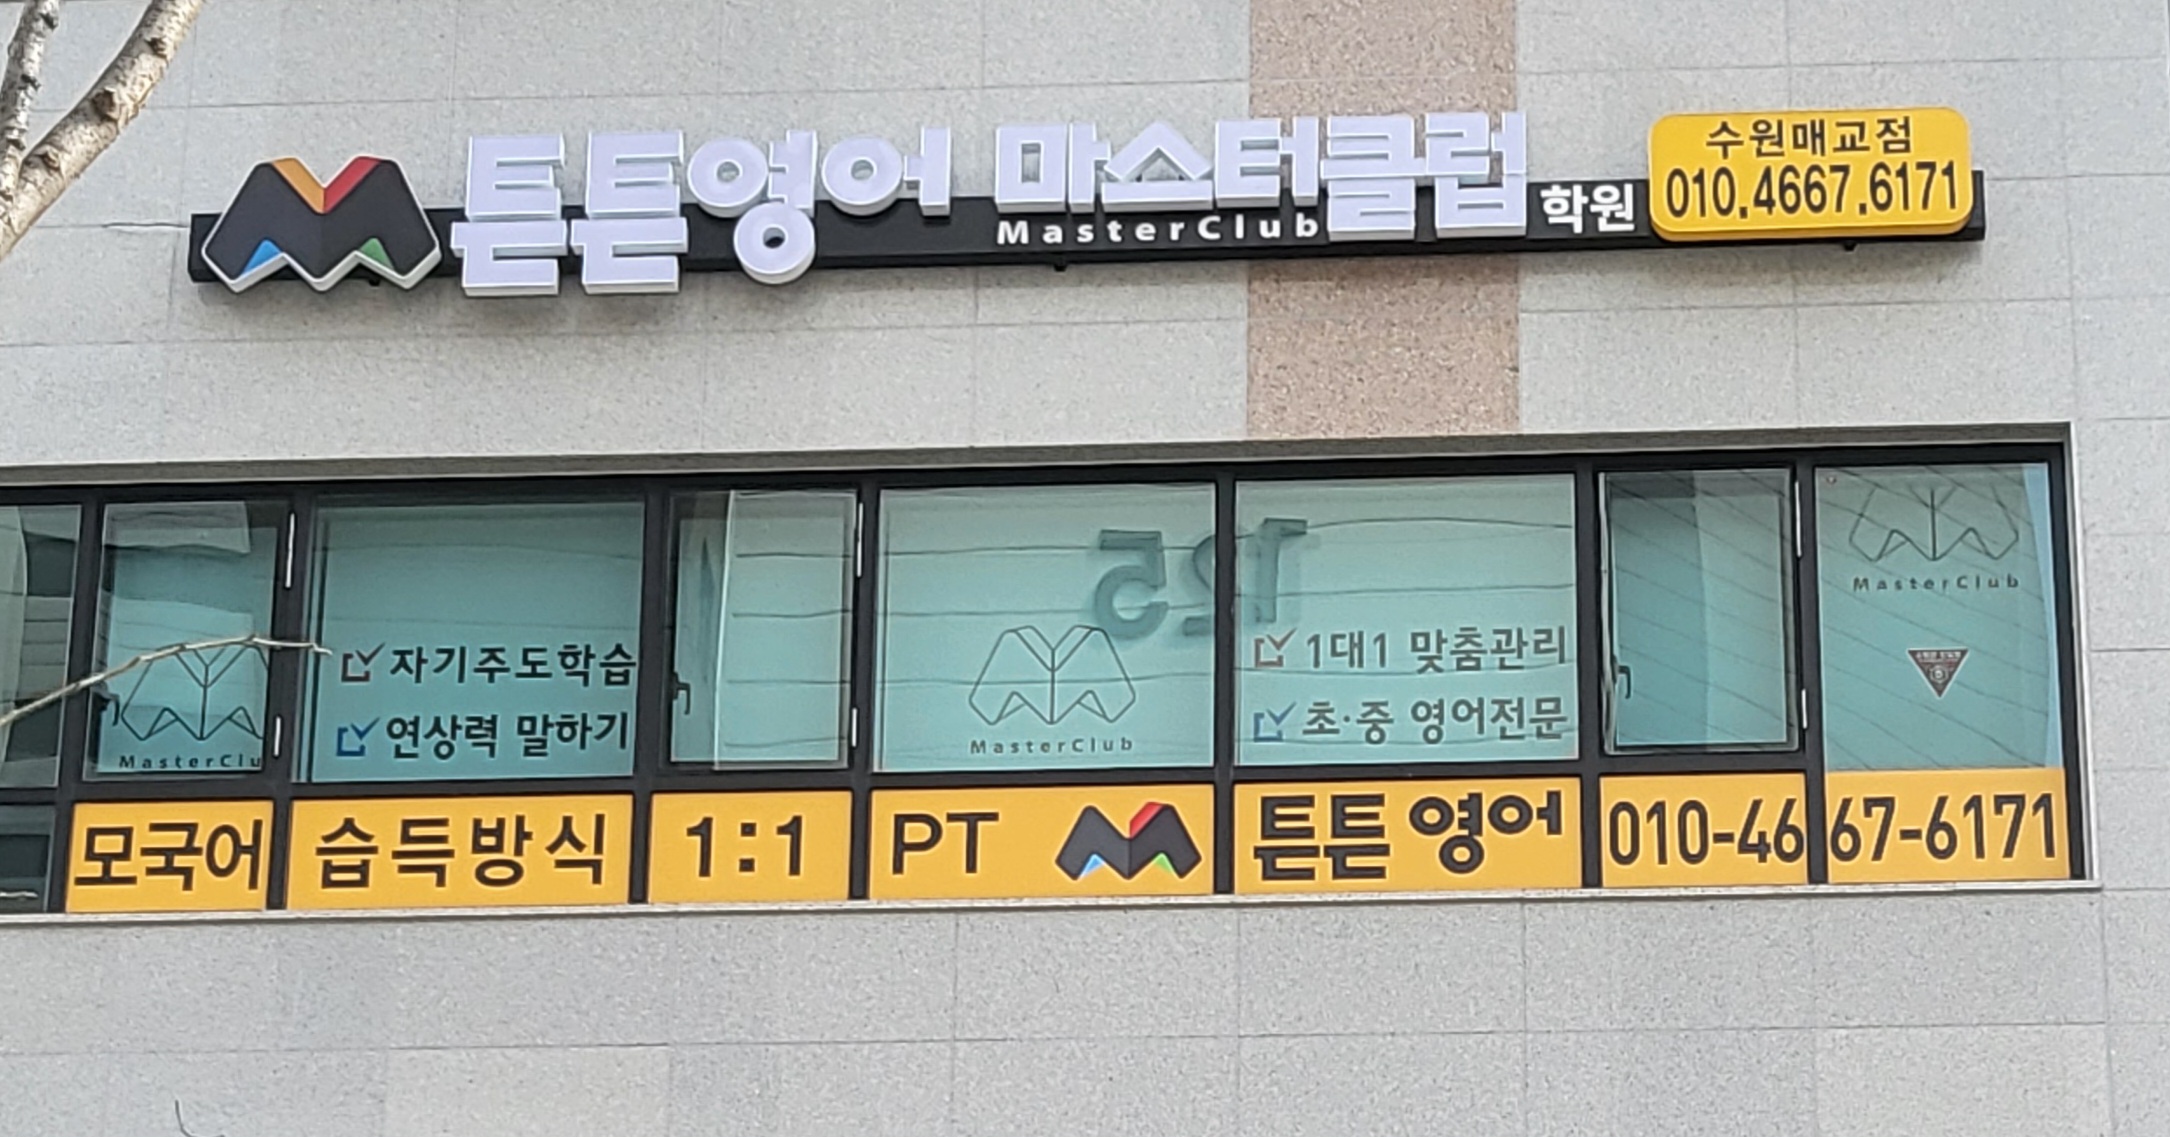 튼튼영어 마스터클럽 학원
MasterClub
수원매교점
010.4667.6171
MasterClub
자기주도학습
연상력 말하기
MasterClu
MasterClub
1대1 맞춤관리
초·중 영어전문
모국어 습득방식 1:1 PT 튼튼영어 010-4667-6171